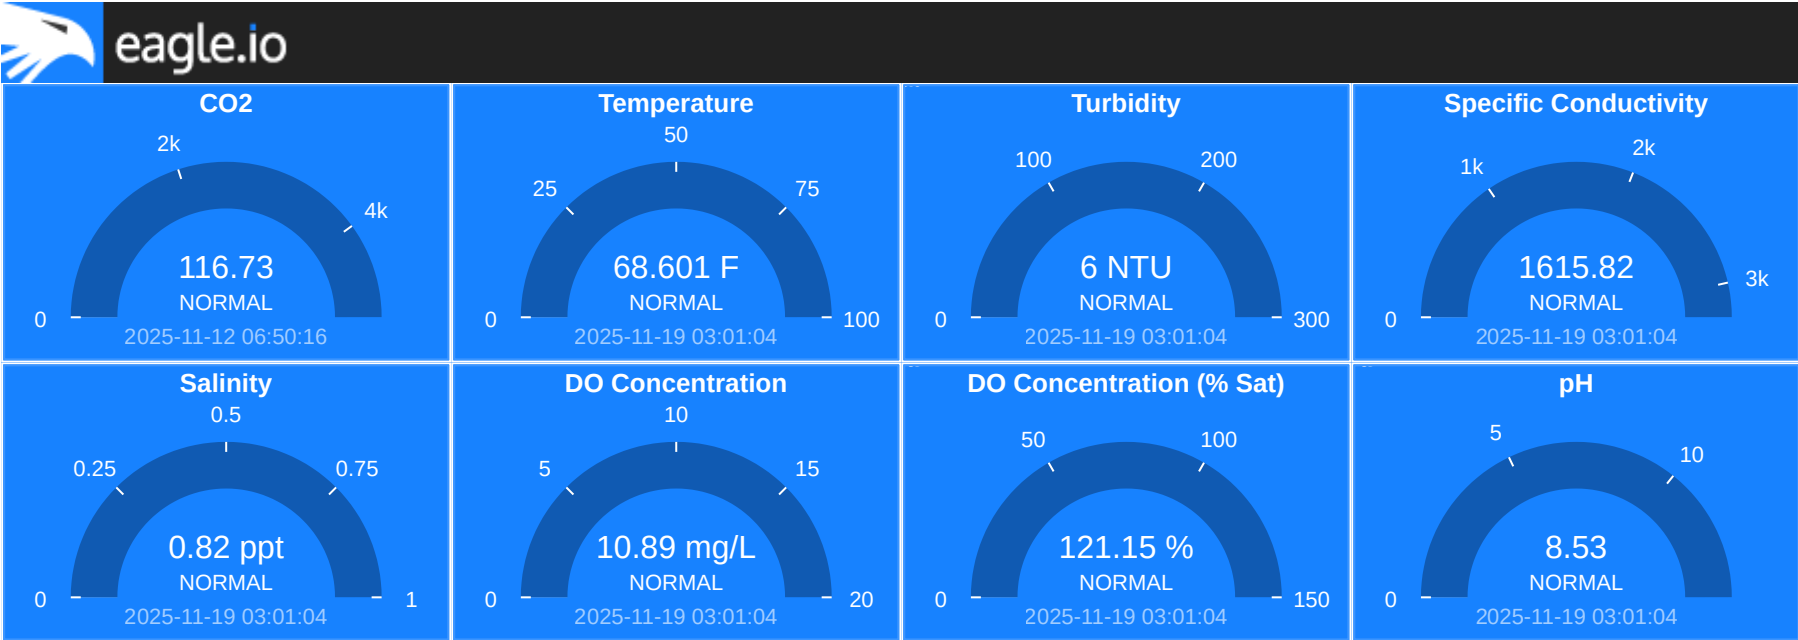 eagle.io
CO2
2k
4k
0
116.73
NORMAL
2025-11-12 06:50:16
Temperature
50
25
75
0
100
68.601 F
NORMAL
2025-11-19 03:01:04
Turbidity
100
200
0
300
6 NTU
NORMAL
2025-11-19 03:01:04
Specific Conductivity
2k
1k
3k
0
1615.82
NORMAL
2025-11-19 03:01:04
Salinity
0.5
0.25
0.75
0
1
0.82 ppt
NORMAL
2025-11-19 03:01:04
DO Concentration
10
5
15
0
20
10.89 mg/L
NORMAL
2025-11-19 03:01:04
DO Concentration (% Sat)
50
100
0
150
121.15 %
NORMAL
2025-11-19 03:01:04
pH
5
10
0
8.53
NORMAL
2025-11-19 03:01:04